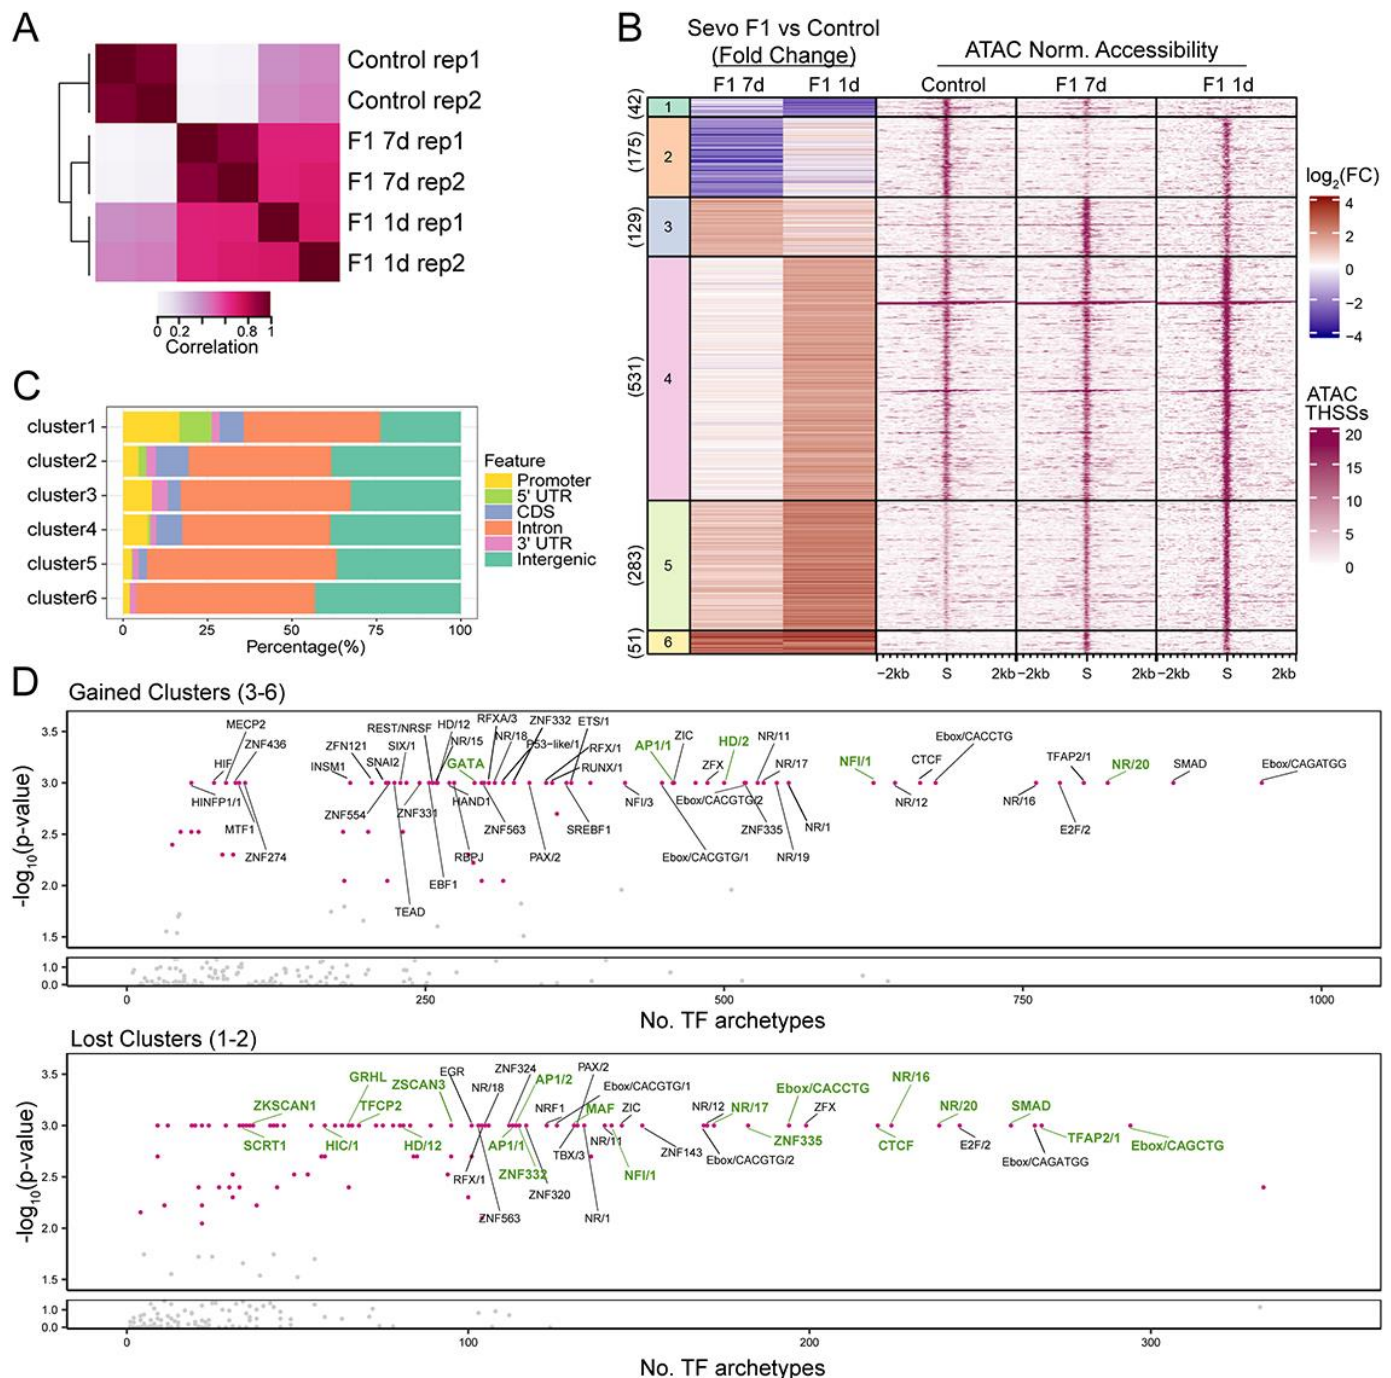 A
Control rep1
Control rep2
F1 7d rep1
F1 7d rep2
F1 1d rep1
F1 1d rep2
0 0.2 0.8 1
Correlation
B
Sevo F1 vs Control
(Fold Change)
F1 7d F1 1d
ATAC Norm. Accessibility
Control F1 7d F1 1d
(42) 1
(175) 2
(129) 3
(531) 4
(283) 5
(51) 6
−2kb S 2kb −2kb S 2kb −2kb S 2kb
log2(FC)
4
2
0
−2
−4
ATAC
THSSs
20
15
10
5
0
C
cluster1
cluster2
cluster3
cluster4
cluster5
cluster6
0 25 50 75 100
Percentage(%)
Feature
Promoter
5' UTR
CDS
Intron
3' UTR
Intergenic
D
Gained Clusters (3-6)
-log10(p-value)
3.5
3.0
2.5
2.0
1.5
1.0
0.0
MECP2
HIF
ZNF436
HINFP1/1
MTF1
ZNF274
INSM1
ZFN121
SNAI2
REST/NRSF
SIX/1
HD/12
NR/15
GATA
RFXA/3
NR/18
ZNF332
P53−like/1
ETS/1
RFX/1
RUNX/1
ZNF554
ZNF331
HAND1
TEAD
EBF1
RBPJ
ZNF563
PAX/2
SREBF1
NFI/3
AP1/1
ZIC
ZFX
HD/2
NR/11
NR/17
Ebox/CACGTG/2
Ebox/CACGTG/1
ZNF335
NR/19
NR/1
NFI/1
CTCF
NR/12
Ebox/CACCTG
NR/16
TFAP2/1
E2F/2
NR/20
SMAD
Ebox/CAGATGG
0 250 500 750 1000
No. TF archetypes
Lost Clusters (1-2)
-log10(p-value)
3.5
3.0
2.5
2.0
1.5
1.0
0.0
ZKSCAN1
SCRT1
GRHL
TFCP2
HIC/1
ZSCAN3
HD/12
EGR
NR/18
ZNF324
AP1/2
AP1/1
RFX/1
ZNF563
ZNF332
ZNF320
NRF1
PAX/2
Ebox/CACGTG/1
MAF
ZIC
TBX/3
NR/11
NFI/1
NR/1
ZNF143
NR/12
NR/17
Ebox/CACGTG/2
Ebox/CACCTG
ZNF335
ZFX
NR/16
CTCF
NR/20
E2F/2
SMAD
Ebox/CAGATGG
TFAP2/1
Ebox/CAGCTG
0 100 200 300
No. TF archetypes